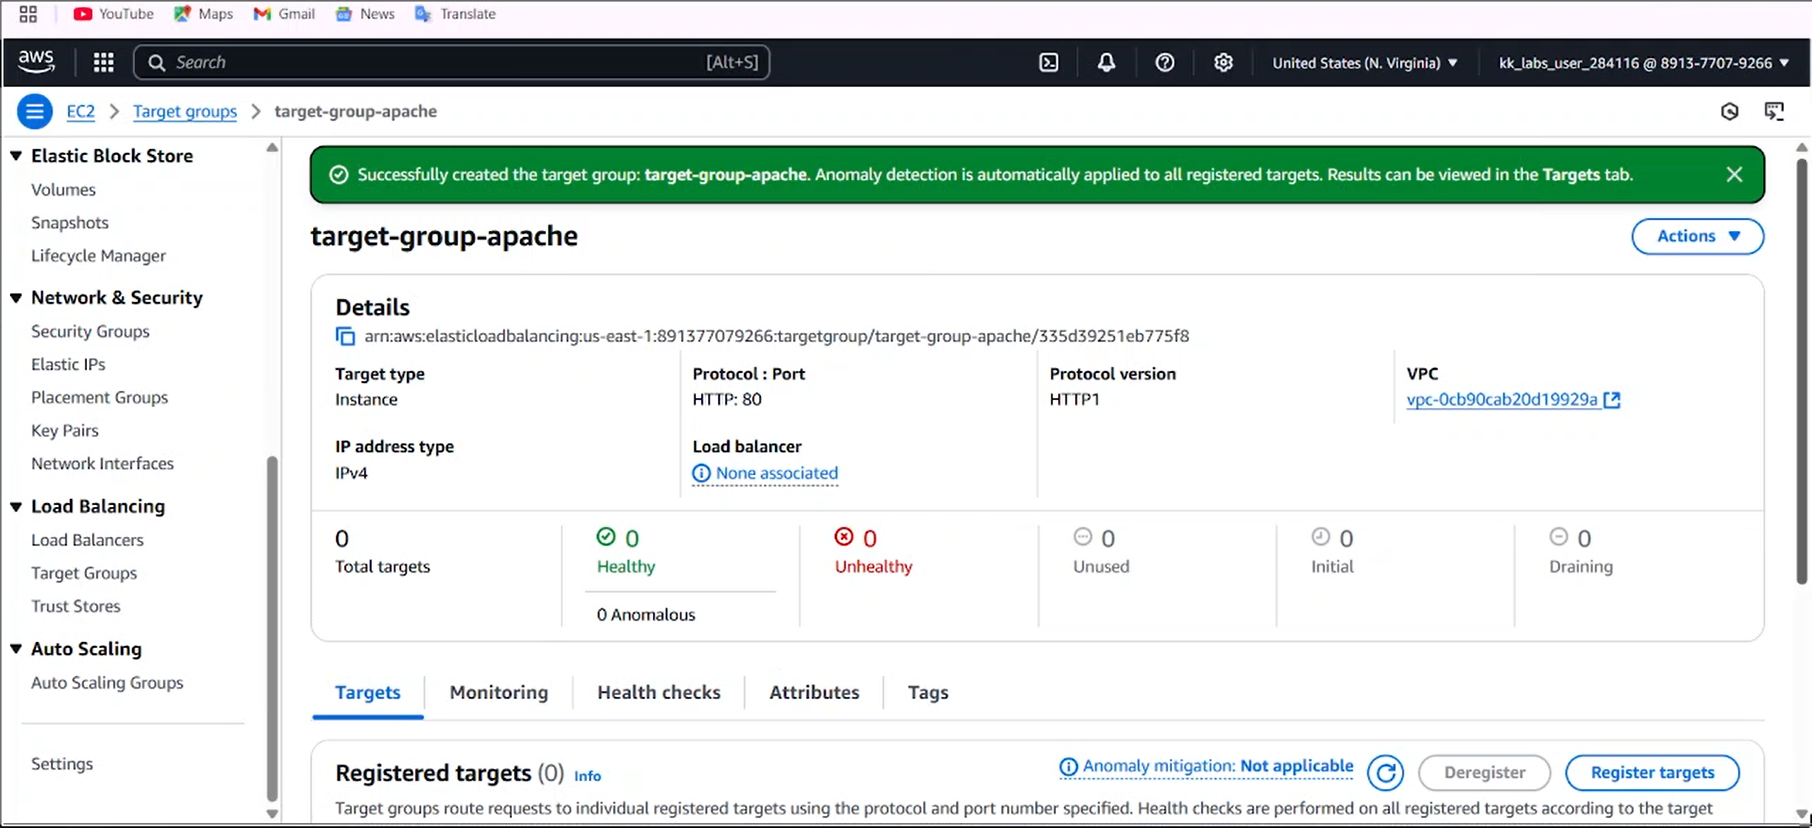 YouTube Maps Gmail News Translate
aws Search [Alt+S] United States (N. Virginia) kk_labs_user_284116 @ 8913-7707-9266
EC2 > Target groups > target-group-apache
Elastic Block Store
Volumes
Snapshots
Lifecycle Manager
Network & Security
Security Groups
Elastic IPs
Placement Groups
Key Pairs
Network Interfaces
Load Balancing
Load Balancers
Target Groups
Trust Stores
Auto Scaling
Auto Scaling Groups
Settings
Successfully created the target group: target-group-apache. Anomaly detection is automatically applied to all registered targets. Results can be viewed in the Targets tab.
target-group-apache
Actions
Details
arn:aws:elasticloadbalancing:us-east-1:891377079266:targetgroup/target-group-apache/335d39251eb775f8
Target type
Instance
Protocol : Port
HTTP: 80
Protocol version
HTTP1
VPC
vpc-0cb90cab20d19929a
IP address type
IPv4
Load balancer
None associated
0
Total targets
0
Healthy
0 Anomalous
0
Unhealthy
0
Unused
0
Initial
0
Draining
Targets Monitoring Health checks Attributes Tags
Registered targets (0) Info
Anomaly mitigation: Not applicable
Deregister
Register targets
Target groups route requests to individual registered targets using the protocol and port number specified. Health checks are performed on all registered targets according to the target